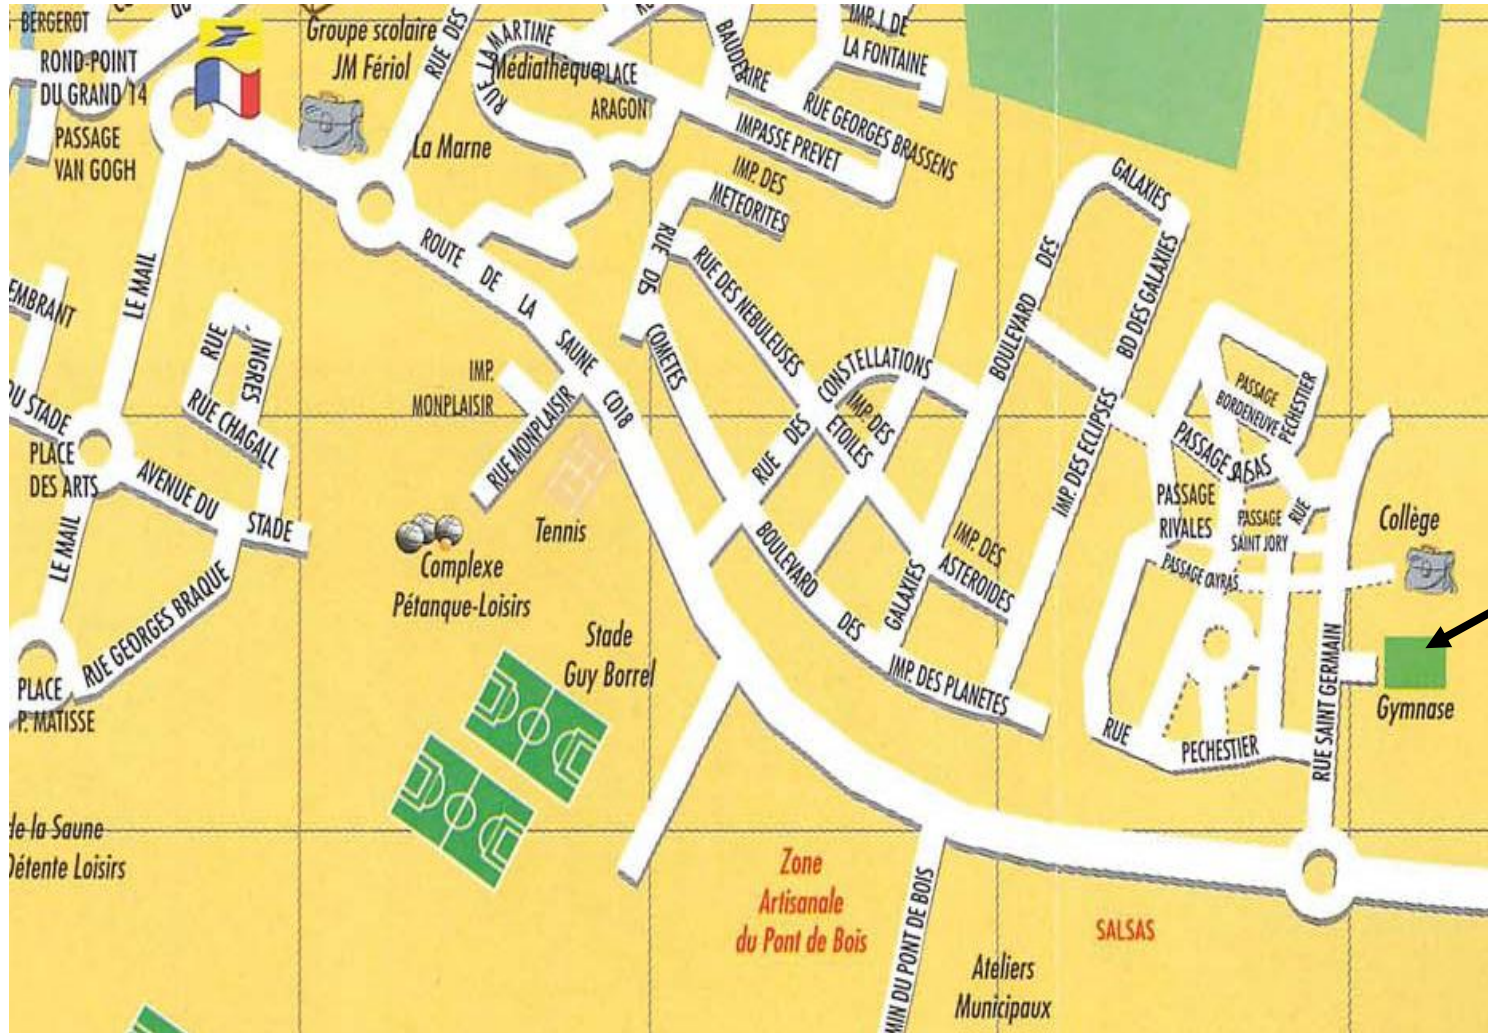 BERGEROT
ROND-POINT
DU GRAND 14
PASSAGE
VAN GOGH
Groupe scolaire
JM Fériol
RUE DES
La Marne
RUE LAMARTINE
Médiathèque
PLACE
ARAGON
BAUDELAIRE
IMP. J. DE
LA FONTAINE
RUE GEORGES BRASSENS
IMPASSE PREVET
IMP. DES
METEORITES
GALAXIES
BOULEVARD DES
BD DES GALAXIES
LE MAIL
ROUTE DE LA SAUNE CD18
RUE DES
COMETES
RUE DES NEBULEUSES
RUE DES
CONSTELLATIONS
IMP. DES
ETOILES
EMBRANT
RUE
INGRES
RUE CHAGALL
IMP.
MONPLAISIR
RUE MONPLAISIR
DU STADE
PLACE
DES ARTS
AVENUE DU
STADE
LE MAIL
RUE GEORGES BRAQUE
PLACE
P. MATISSE
Tennis
Complexe
Pétanque-Loisirs
Stade
Guy Borrel
BOULEVARD DES
GALAXIES
IMP. DES
ASTEROIDES
IMP. DES ECLIPSES
IMP. DES PLANETES
PASSAGE
BORDENEUVE
PECHESTIER
PASSAGE SALSAS
PASSAGE
RIVALES
PASSAGE
SAINT JORY
RUE
PASSAGE
RUE
PECHESTIER
RUE SAINT GERMAIN
Collège
Gymnase
de la Saune
Détente Loisirs
Zone
Artisanale
du Pont de Bois
MIN DU PONT DE BOIS
SALSAS
Ateliers
Municipaux